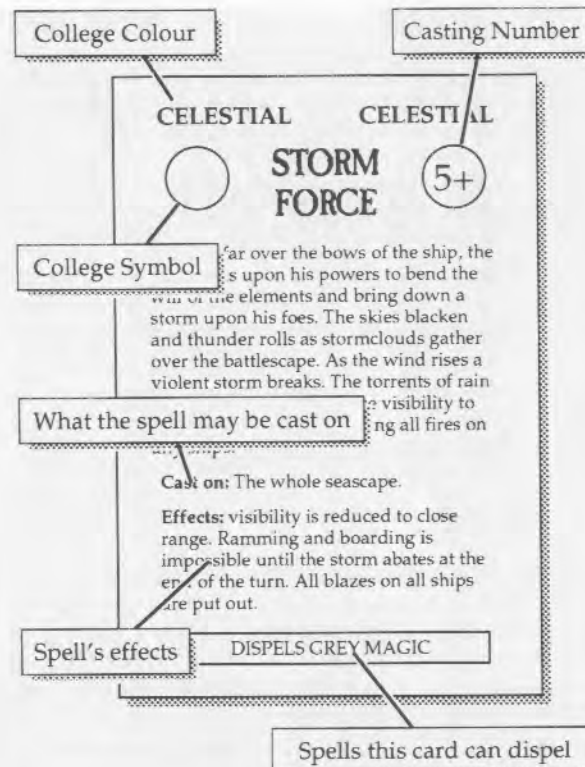 College Colour
Casting Number
CELESTIAL CELESTIAL
STORM
FORCE
5+
College Symbol
far over the bows of the ship, the
s upon his powers to bend the
will of the elements and bring down a
storm upon his foes. The skies blacken
and thunder rolls as stormclouds gather
over the battlescape. As the wind rises a
violent storm breaks. The torrents of rain
visibility to
What the spell may be cast on
ng all fires on
Cast on: The whole seascape.
Effects: visibility is reduced to close
range. Ramming and boarding is
impossible until the storm abates at the
end of the turn. All blazes on all ships
are put out.
Spell's effects
DISPELS GREY MAGIC
Spells this card can dispel